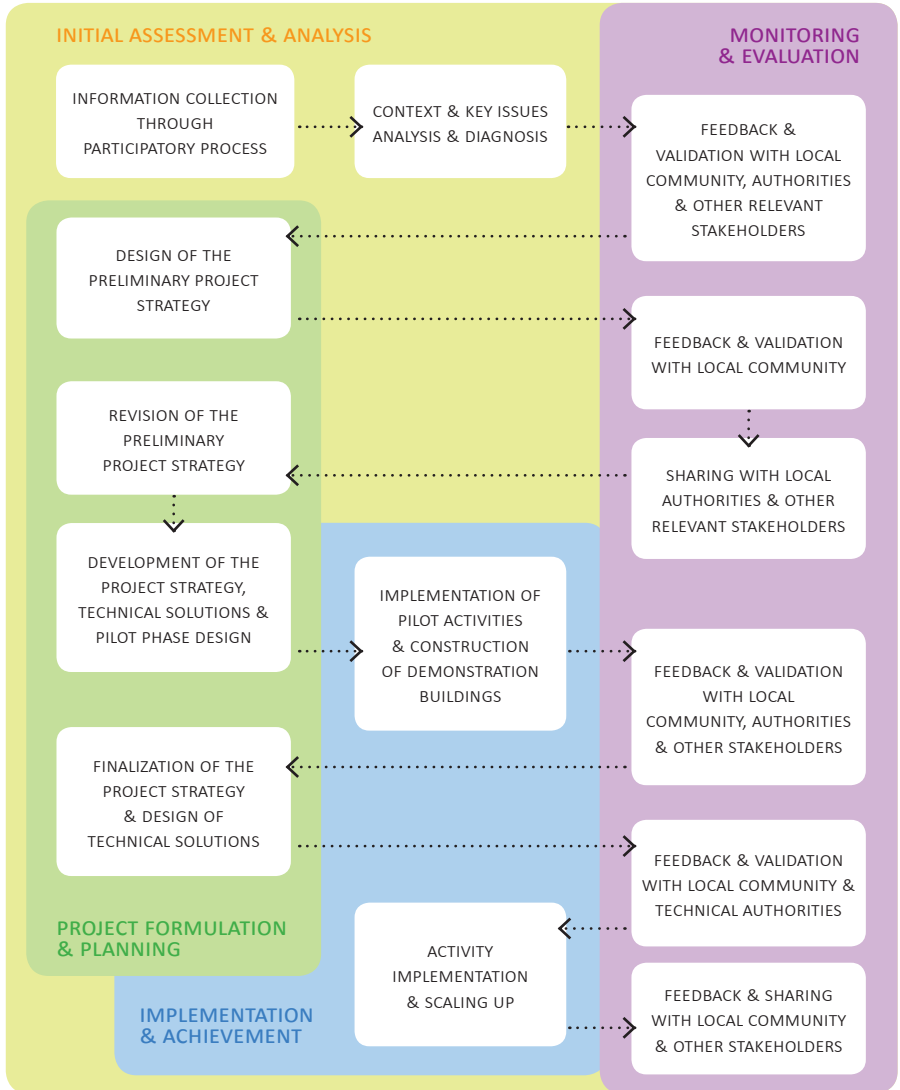 INITIAL ASSESSMENT & ANALYSIS
MONITORING
& EVALUATION
INFORMATION COLLECTION
THROUGH
PARTICIPATORY PROCESS
CONTEXT & KEY ISSUES
ANALYSIS & DIAGNOSIS
FEEDBACK &
VALIDATION WITH LOCAL
COMMUNITY, AUTHORITIES
& OTHER RELEVANT
STAKEHOLDERS
DESIGN OF THE
PRELIMINARY PROJECT
STRATEGY
FEEDBACK & VALIDATION
WITH LOCAL COMMUNITY
SHARING WITH LOCAL
AUTHORITIES & OTHER
RELEVANT STAKEHOLDERS
REVISION OF THE
PRELIMINARY
PROJECT STRATEGY
DEVELOPMENT OF THE
PROJECT STRATEGY,
TECHNICAL SOLUTIONS &
PILOT PHASE DESIGN
IMPLEMENTATION OF
PILOT ACTIVITIES
& CONSTRUCTION
OF DEMONSTRATION
BUILDINGS
FEEDBACK & VALIDATION
WITH LOCAL
COMMUNITY, AUTHORITIES
& OTHER STAKEHOLDERS
FINALIZATION OF THE
PROJECT STRATEGY
& DESIGN OF
TECHNICAL SOLUTIONS
FEEDBACK & VALIDATION
WITH LOCAL COMMUNITY &
TECHNICAL AUTHORITIES
ACTIVITY
IMPLEMENTATION
& SCALING UP
FEEDBACK & SHARING
WITH LOCAL COMMUNITY
& OTHER STAKEHOLDERS
PROJECT FORMULATION
& PLANNING
IMPLEMENTATION
& ACHIEVEMENT